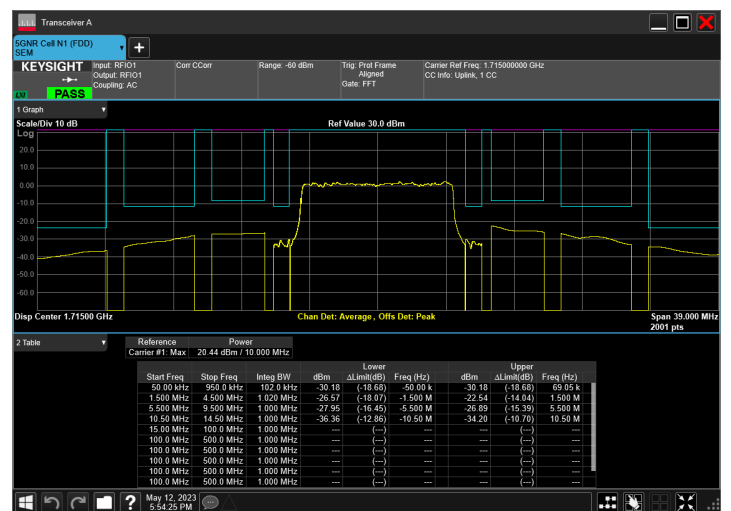 Transceiver A
5GNR Cell N1 (FDD)
SEM
KEYSIGHT
LXI
PASS
Input: RFIO1
Output: RFIO1
Coupling: AC
Corr CCorr
Range: -60 dBm
Trig: Prot Frame
Aligned
Gate: FFT
Carrier Ref Freq: 1.715000000 GHz
CC Info: Uplink, 1 CC
1 Graph
Scale/Div 10 dB
Ref Value 30.0 dBm
Log
20.0
10.0
0.00
-10.0
-20.0
-30.0
-40.0
-50.0
-60.0
Disp Center 1.71500 GHz
Chan Det: Average , Offs Det: Peak
Span 39.000 MHz
2001 pts
2 Table
Reference Power
Carrier #1: Max 20.44 dBm / 10.000 MHz
Lower Upper
Start Freq Stop Freq Integ BW dBm ΔLimit(dB) Freq (Hz) dBm ΔLimit(dB) Freq (Hz)
50.00 kHz 950.0 kHz 102.0 kHz -30.18 (-18.68) -50.00 k -30.18 (-18.68) 69.05 k
1.500 MHz 4.500 MHz 1.020 MHz -26.57 (-18.07) -1.500 M -22.54 (-14.04) 1.500 M
5.500 MHz 9.500 MHz 1.000 MHz -27.95 (-16.45) -5.500 M -26.89 (-15.39) 5.500 M
10.50 MHz 14.50 MHz 1.000 MHz -36.36 (-12.86) -10.50 M -34.20 (-10.70) 10.50 M
15.00 MHz 100.0 MHz 1.000 MHz --- (---) --- --- (---) ---
100.0 MHz 500.0 MHz 1.000 MHz --- (---) --- --- (---) ---
100.0 MHz 500.0 MHz 1.000 MHz --- (---) --- --- (---) ---
100.0 MHz 500.0 MHz 1.000 MHz --- (---) --- --- (---) ---
100.0 MHz 500.0 MHz 1.000 MHz --- (---) --- --- (---) ---
May 12, 2023
5:54:25 PM